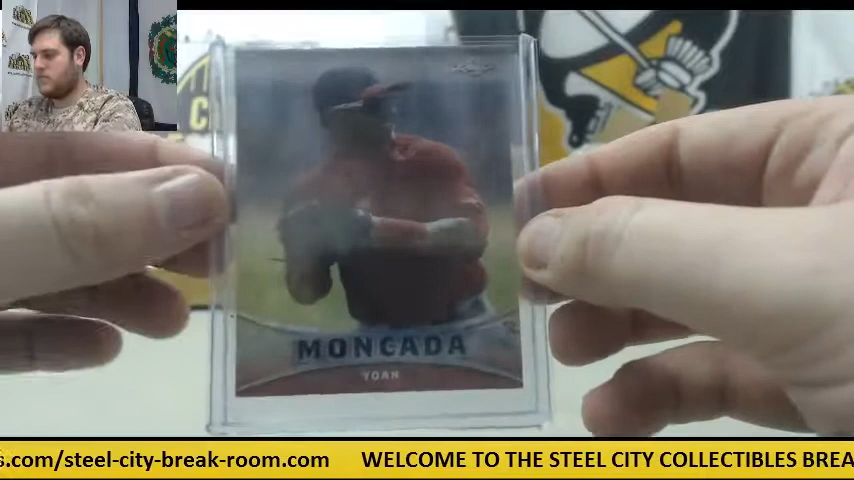 C
MONCADA
YOAN
s.com/steel-city-break-room.com WELCOME TO THE STEEL CITY COLLECTIBLES BREA